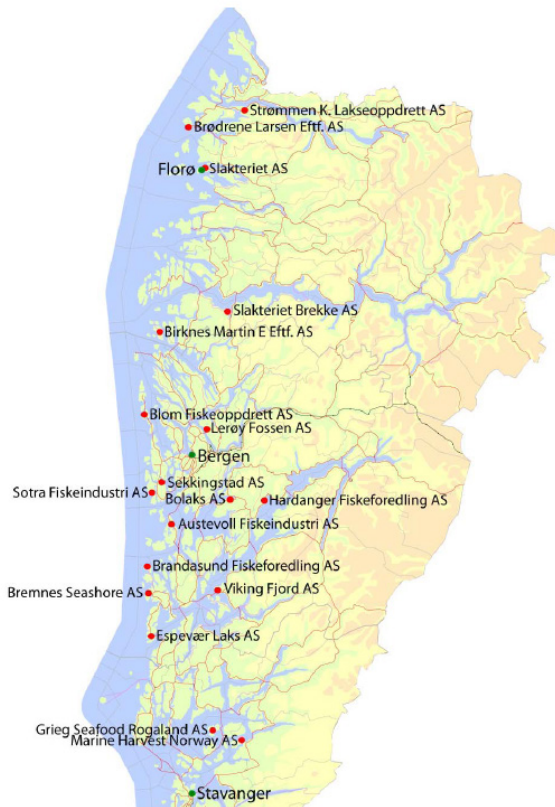 Strømmen K. Lakseoppdrett AS
Brødrene Larsen Eftf. AS
Florø
Slakteriet AS
Slakteriet Brekke AS
Birknes Martin E Eftf. AS
Blom Fiskeoppdrett AS
Lerøy Fossen AS
Bergen
Sekkingstad AS
Sotra Fiskeindustri AS
Bolaks AS
Hardanger Fiskeforedling AS
Austevoll Fiskeindustri AS
Brandasund Fiskeforedling AS
Bremnes Seashore AS
Viking Fjord AS
Espevær Laks AS
Grieg Seafood Rogaland AS
Marine Harvest Norway AS
Stavanger